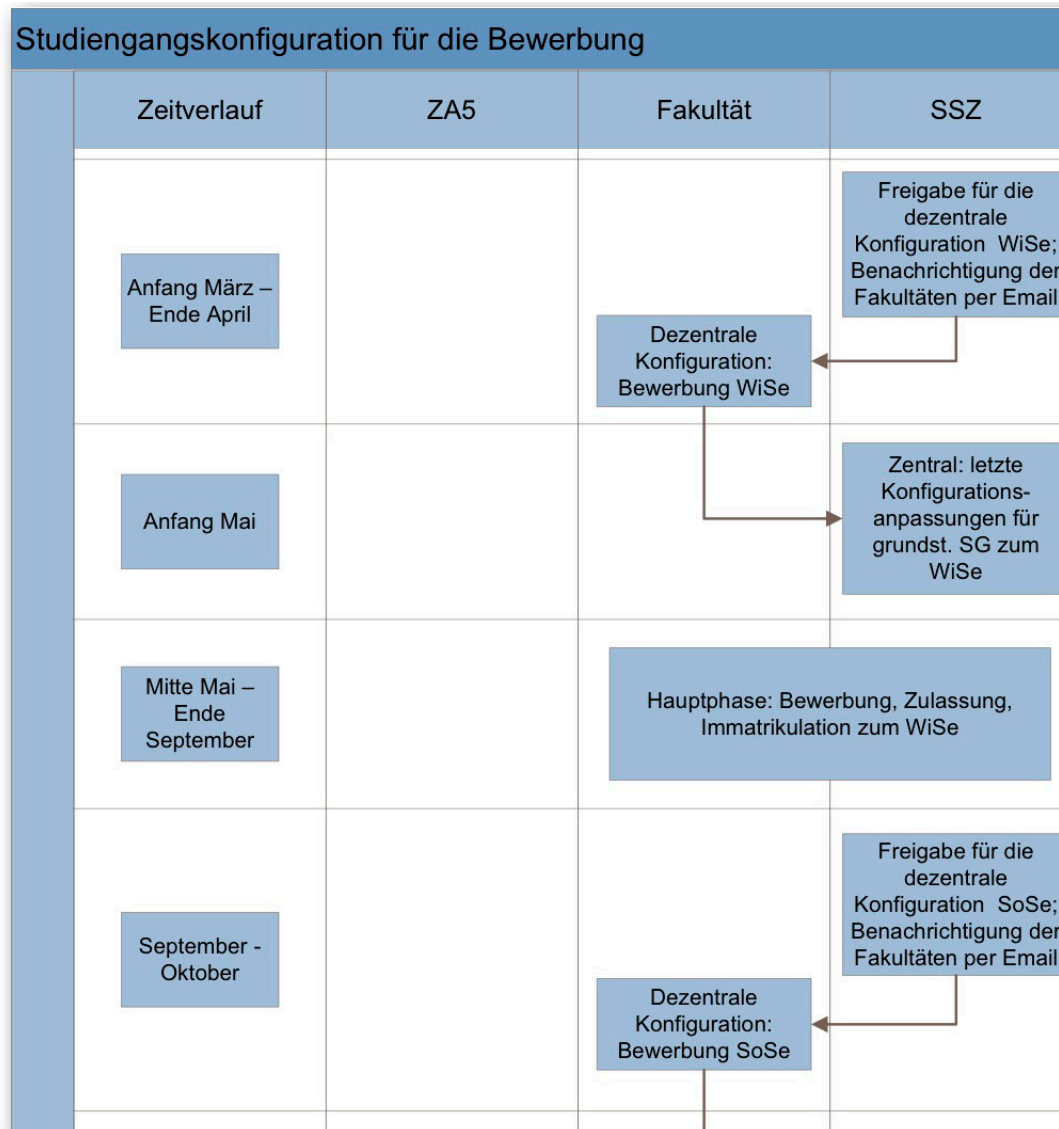 Studiengangskonfiguration für die Bewerbung
Zeitverlauf
ZA5
Fakultät
SSZ
Freigabe für die
dezentrale
Konfiguration WiSe;
Benachrichtigung der
Fakultäten per Email
Anfang März –
Ende April
Dezentrale
Konfiguration:
Bewerbung WiSe
Anfang Mai
Zentral: letzte
Konfigurations-
anpassungen für
grundst. SG zum
WiSe
Mitte Mai –
Ende
September
Hauptphase: Bewerbung, Zulassung,
Immatrikulation zum WiSe
Freigabe für die
dezentrale
Konfiguration SoSe;
Benachrichtigung der
Fakultäten per Email
September -
Oktober
Dezentrale
Konfiguration:
Bewerbung SoSe